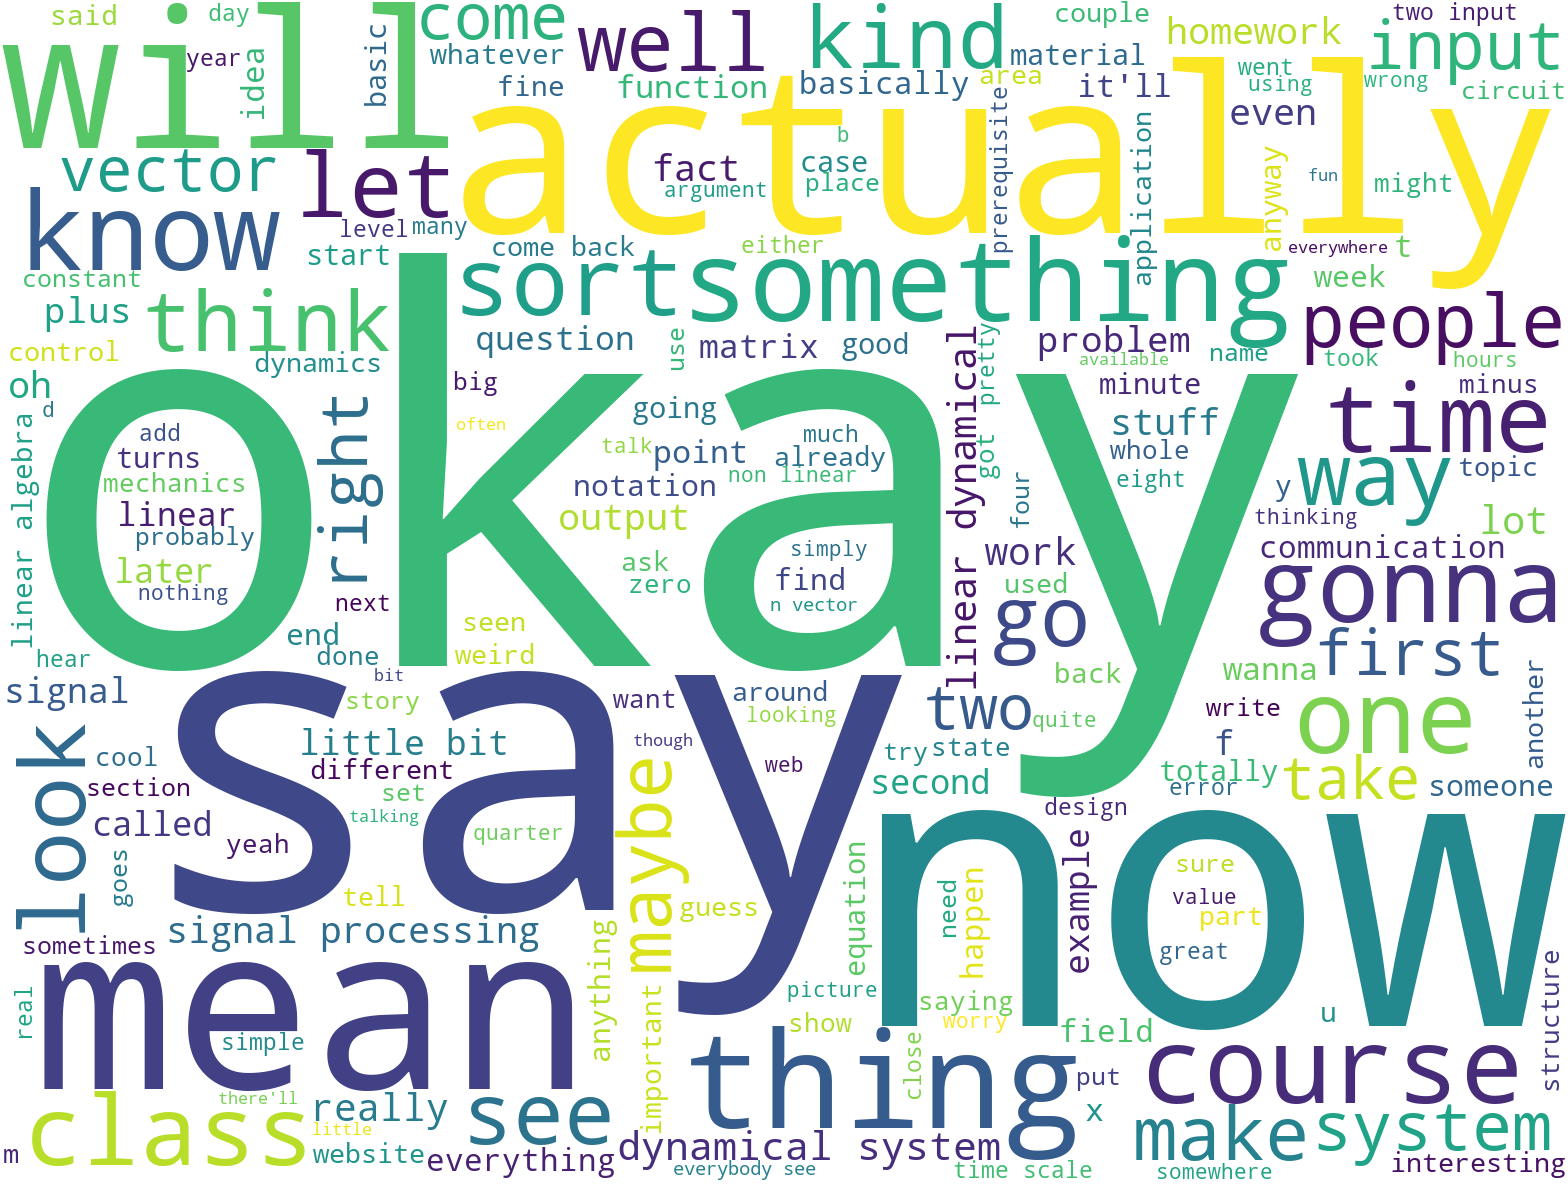 said
day
will
come
well
kind
couple
homework
two input
input
year
idea
basic
whatever
fine
function
basically
area
material
it'll
went
using
wrong
circuit
even
actually
vector
let
know
fact
argument
b
case
place
prerequisite
application
anyway
fun
might
level
many
start
come back
either
everywhere
t
week
constant
plus
think
sort
something
people
control
oh
d
dynamics
question
use
matrix
good
pretty
problem
available
name
took
hours
big
often
going
minute
minus
time
linear algebra
add
turns
mechanics
linear
probably
later
nothing
right
okay
talk
point
much
already
non linear
notation
output
got
four
linear dynamical
stuff
whole
eight
way
topic
y
thinking
lot
communication
ask
zero
simply
find
n vector
work
used
go
gonna
first
next
end
done
hear
signal
seen
weird
bit
story
want
around
looking
two
back
quite
wanna
write
f
one
another
look
cool
section
called
little bit
different
set
talking
yeah
quarter
say
though
web
try
state
second
totally
error
take
someone
design
now
goes
tell
maybe
guess
equation
need
happen
example
sure
value
part
great
sometimes
signal processing
anything
important
picture
show
saying
worry
field
u
structure
real
mean
simple
there'll
class
really
little
website
see
everything
thing
close
dynamical system
everybody see
put
x
time scale
course
make
system
somewhere
interesting
m